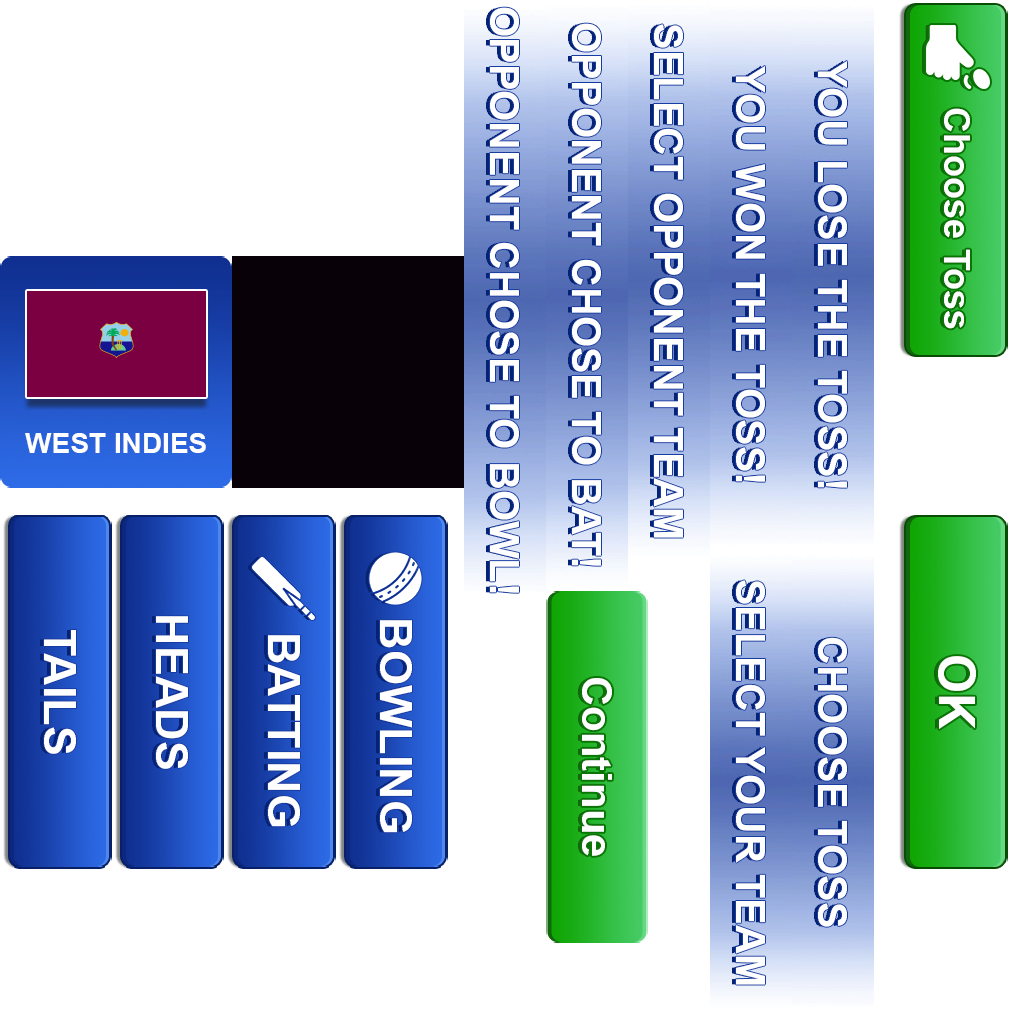 OPPONENT CHOSE TO BOWL!
OPPONENT CHOSE TO BAT!
SELECT OPPONENT TEAM
YOU WON THE TOSS!
YOU LOSE THE TOSS!
Choose Toss
WEST INDIES
TAILS
HEADS
BATTING
BOWLING
Continue
SELECT YOUR TEAM
CHOOSE TOSS
OK